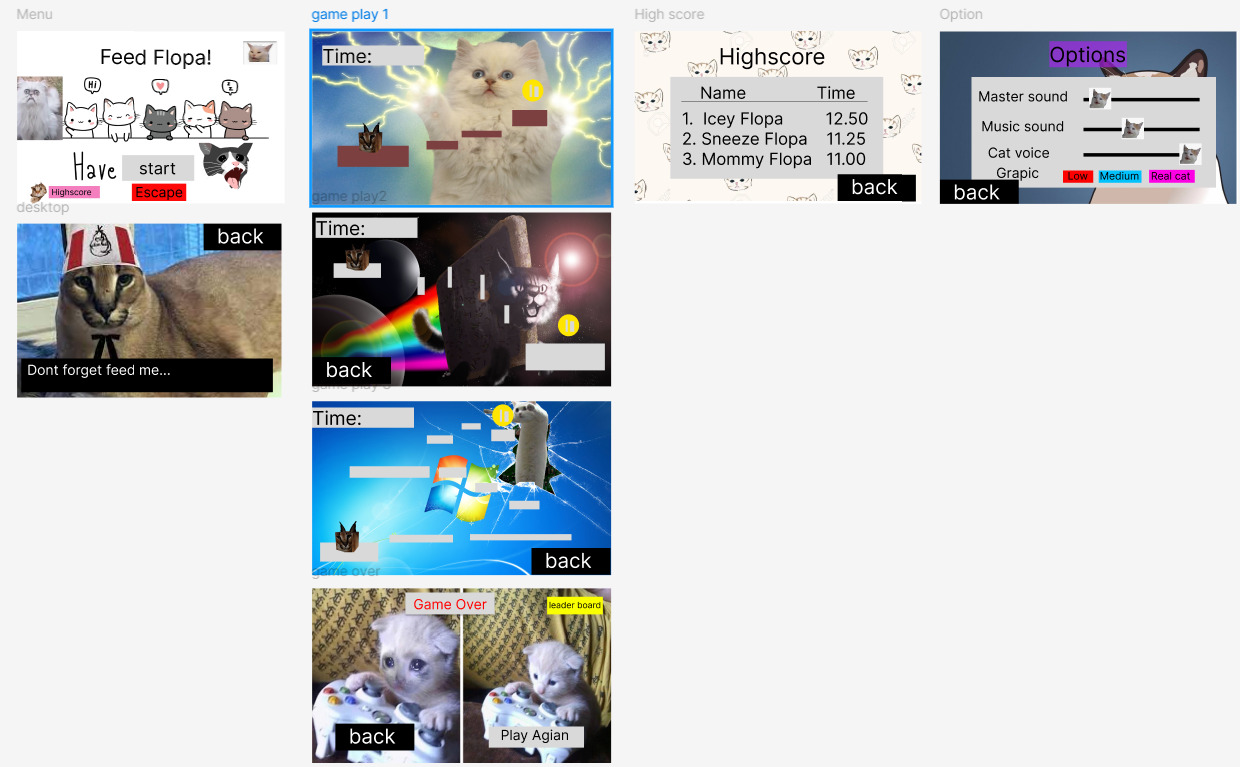 Menu
Feed Flopa!
Hi
z
z
Have
start
Highscore
Escape
desktop
back
Dont forget feed me...
game play 1
Time:
game play2
Time:
back
Time:
back
game over
Game Over
leader board
back
Play Agian
High score
Highscore
Name Time
1. Icey Flopa 12.50
2. Sneeze Flopa 11.25
3. Mommy Flopa 11.00
back
Option
Options
Master sound
Music sound
Cat voice
Grapic Low Medium Real cat
back